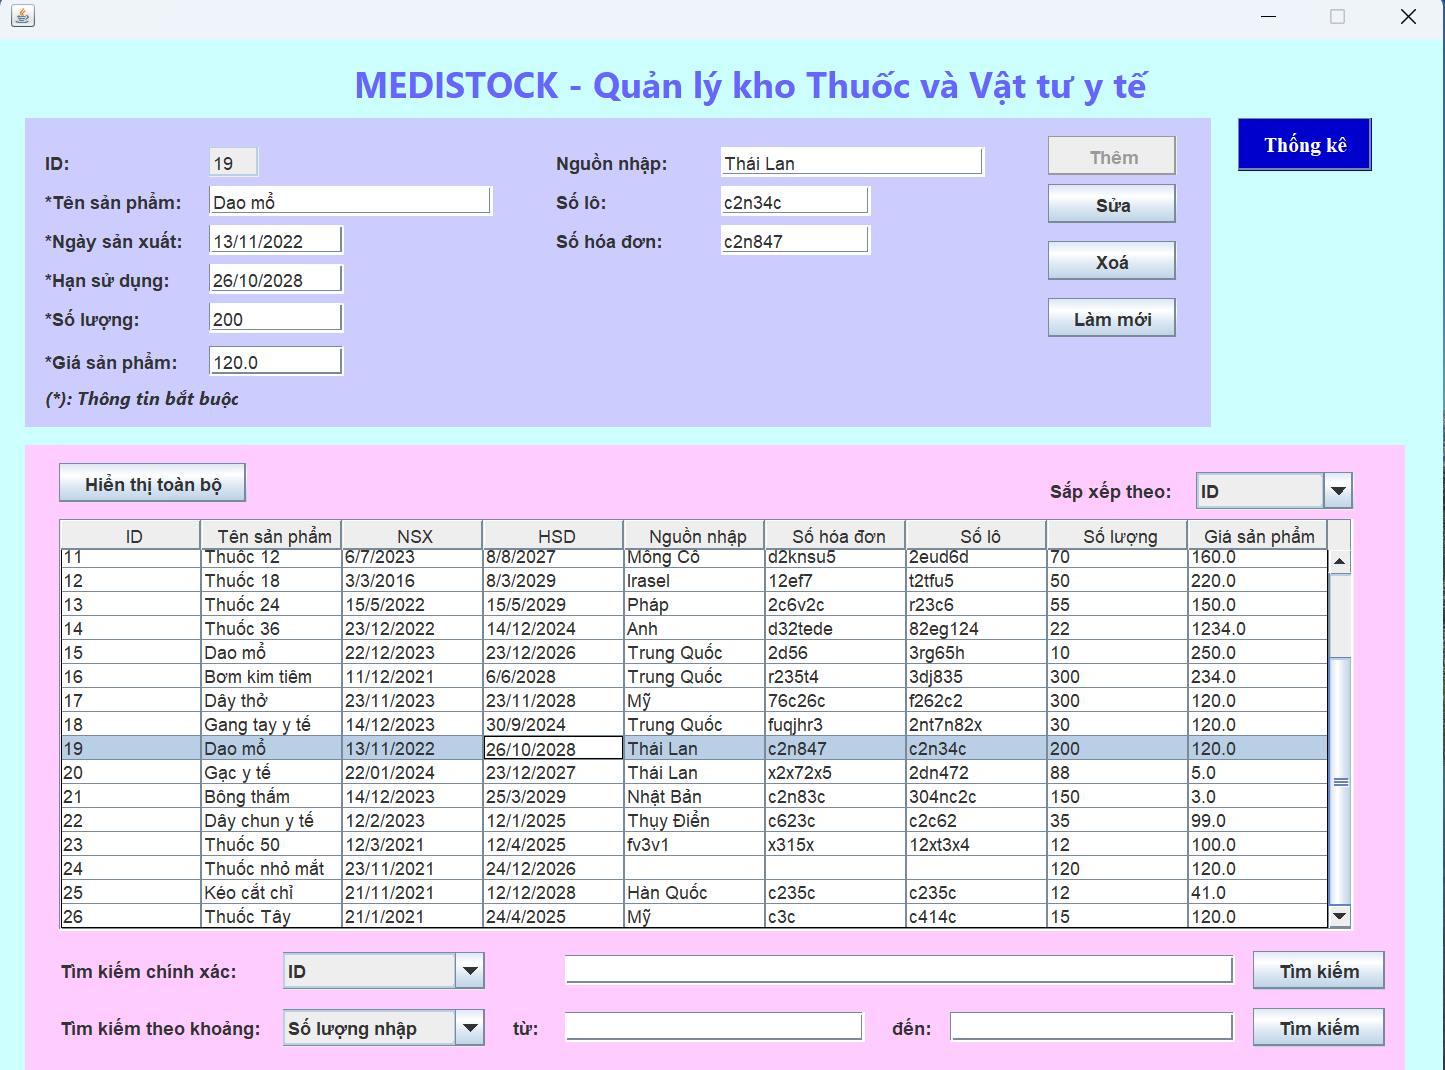 MEDISTOCK - Quản lý kho Thuốc và Vật tư y tế
ID: 19 Nguồn nhập: Thái Lan Thêm Thống kê
*Tên sản phẩm: Dao mổ Số lô: c2n34c Sửa
*Ngày sản xuất: 13/11/2022 Số hóa đơn: c2n847
*Hạn sử dụng: 26/10/2028 Xoá
*Số lượng: 200 Làm mới
*Giá sản phẩm: 120.0
(*): Thông tin bắt buộc
Hiển thị toàn bộ Sắp xếp theo: ID
ID Tên sản phẩm NSX HSD Nguồn nhập Số hóa đơn Số lô Số lượng Giá sản phẩm
11 Thuốc 12 6/7/2023 8/8/2027 Mông Cổ d2knsu5 2eud6d 70 160.0
12 Thuốc 18 3/3/2016 8/3/2029 Irasel 12ef7 t2tfu5 50 220.0
13 Thuốc 24 15/5/2022 15/5/2029 Pháp 2c6v2c r23c6 55 150.0
14 Thuốc 36 23/12/2022 14/12/2024 Anh d32tede 82eg124 22 1234.0
15 Dao mổ 22/12/2023 23/12/2026 Trung Quốc 2d56 3rg65h 10 250.0
16 Bơm kim tiêm 11/12/2021 6/6/2028 Trung Quốc r235t4 3dj835 300 234.0
17 Dây thở 23/11/2023 23/11/2028 Mỹ 76c26c f262c2 300 120.0
18 Gang tay y tế 14/12/2023 30/9/2024 Trung Quốc fuqjhr3 2nt7n82x 30 120.0
19 Dao mổ 13/11/2022 26/10/2028 Thái Lan c2n847 c2n34c 200 120.0
20 Gạc y tế 22/01/2024 23/12/2027 Thái Lan x2x72x5 2dn472 88 5.0
21 Bông thấm 14/12/2023 25/3/2029 Nhật Bản c2n83c 304nc2c 150 3.0
22 Dây chun y tế 12/2/2023 12/1/2025 Thụy Điển c623c c2c62 35 99.0
23 Thuốc 50 12/3/2021 12/4/2025 fv3v1 x315x 12xt3x4 12 100.0
24 Thuốc nhỏ mắt 23/11/2021 24/12/2026 120 120.0
25 Kéo cắt chỉ 21/11/2021 12/12/2028 Hàn Quốc c235c c235c 12 41.0
26 Thuốc Tây 21/1/2021 24/4/2025 Mỹ c3c c414c 15 120.0
Tìm kiếm chính xác: ID Tìm kiếm
Tìm kiếm theo khoảng: Số lượng nhập từ: đến: Tìm kiếm